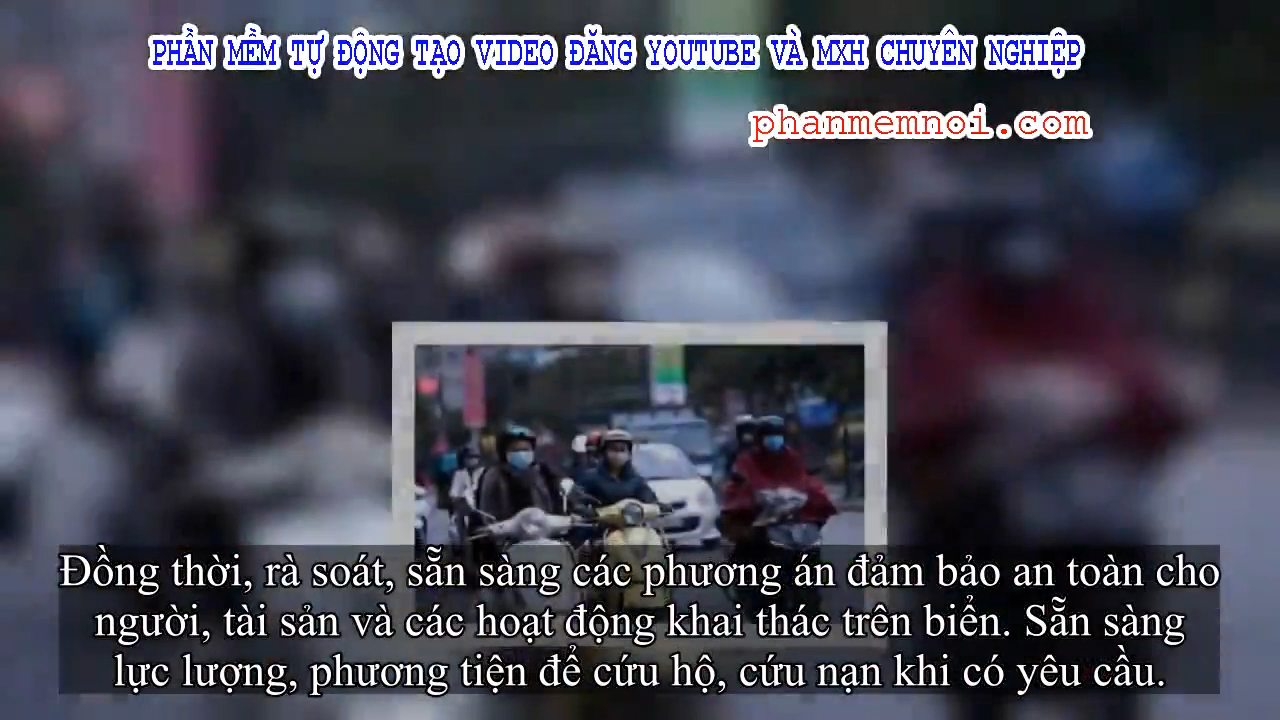 PHẦN MỀM TỰ ĐỘNG TẠO VIDEO ĐĂNG YOUTUBE VÀ MXH CHUYÊN NGHIỆP
phanmemnoi.com
Đồng thời, rà soát, sẵn sàng các phương án đảm bảo an toàn cho
người, tài sản và các hoạt động khai thác trên biển. Sẵn sàng
lực lượng, phương tiện để cứu hộ, cứu nạn khi có yêu cầu.